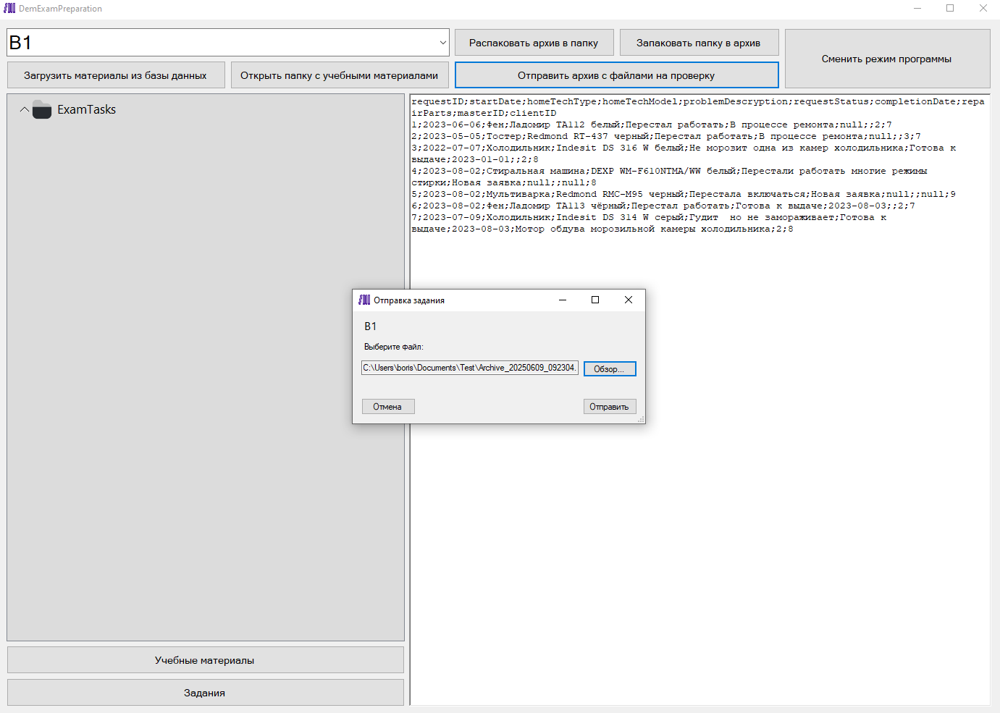 DemExamPreparation
B1
Распаковать архив в папку
Запаковать папку в архив
Сменить режим программы
Загрузить материалы из базы данных
Открыть папку с учебными материалами
Отправить архив с файлами на проверку
ExamTasks
requestID;startDate;homeTechType;homeTechModel;problemDescryption;requestStatus;completionDate;repa
irParts;masterID;clientID
1;2023-06-06;Фен;Ладомир ТА112 белый;Перестал работать;В процессе ремонта;null;;2;7
2;2023-05-05;Тостер;Redmond RT-437 черный;Перестал работать;В процессе ремонта;null;;3;7
3;2022-07-07;Холодильник;Indesit DS 316 W белый;Не морозит одна из камер холодильника;Готова к
выдаче;2023-01-01;;2;8
4;2023-08-02;Стиральная машина;DEXP WM-F610NTMA/WW белый;Перестали работать многие режимы
стирки;Новая заявка;null;;null;8
5;2023-08-02;Мультиварка;Redmond RMC-M95 черный;Перестала включаться;Новая заявка;null;;null;9
6;2023-08-02;Фен;Ладомир ТА113 чёрный;Перестал работать;Готова к выдаче;2023-08-03;;2;7
7;2023-07-09;Холодильник;Indesit DS 314 W серый;Гудит  но не замораживает;Готова к
выдаче;2023-08-03;Мотор обдува морозильной камеры холодильника;2;8
Отправка задания
B1
Выберите файл:
C:\Users\boris\Documents\Test\Archive_20250609_092304.
Обзор...
Отмена
Отправить
Учебные материалы
Задания